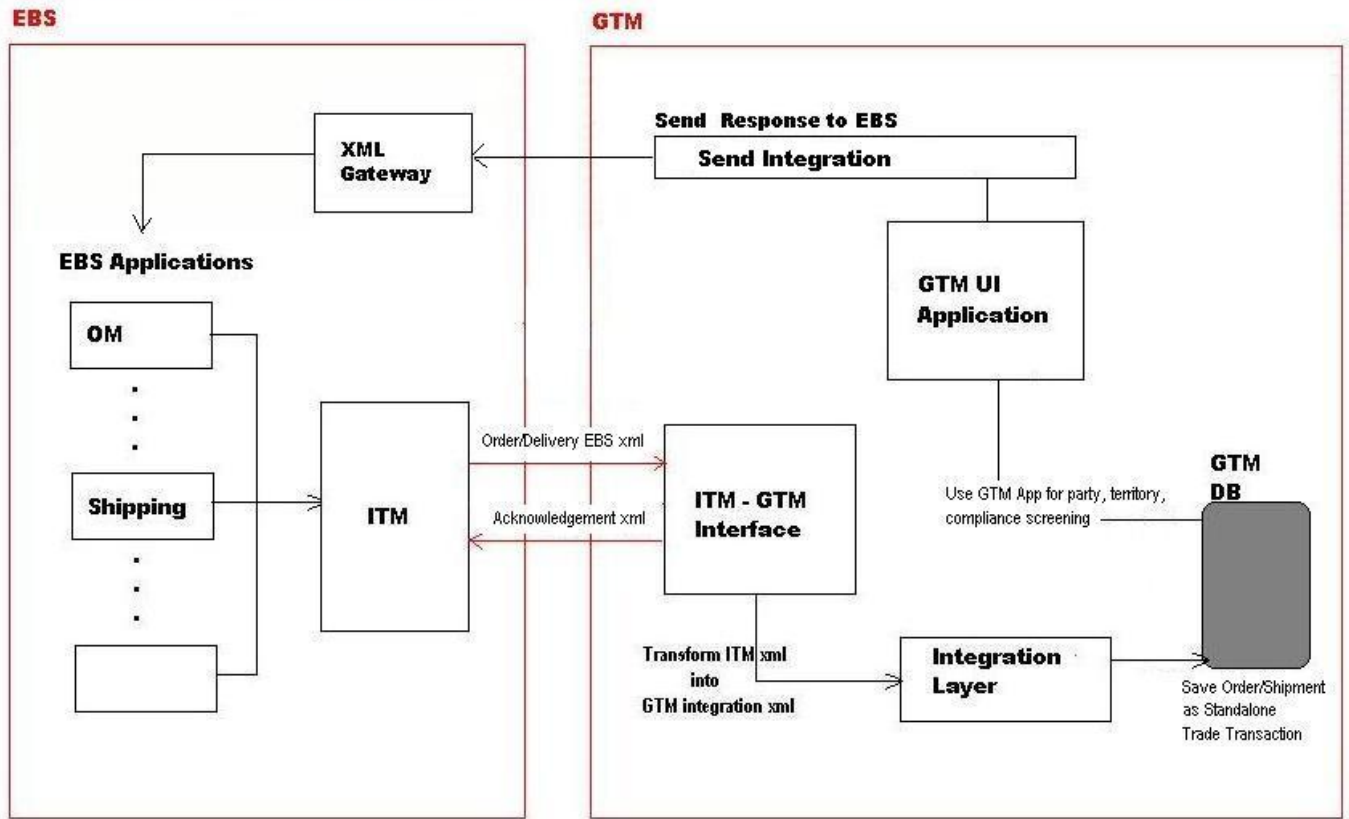 EBS
GTM
Send Response to EBS
Send Integration
XML
Gateway
EBS Applications
GTM UI
Application
OM
Order/Delivery EBS xml
GTM
DB
Shipping
ITM
Acknowledgement xml
ITM - GTM
Interface
Use GTM App for party, territory,
compliance screening
Transform ITM xml
into
GTM integration xml
Integration
Layer
Save Order/Shipment
as Standalone
Trade Transaction